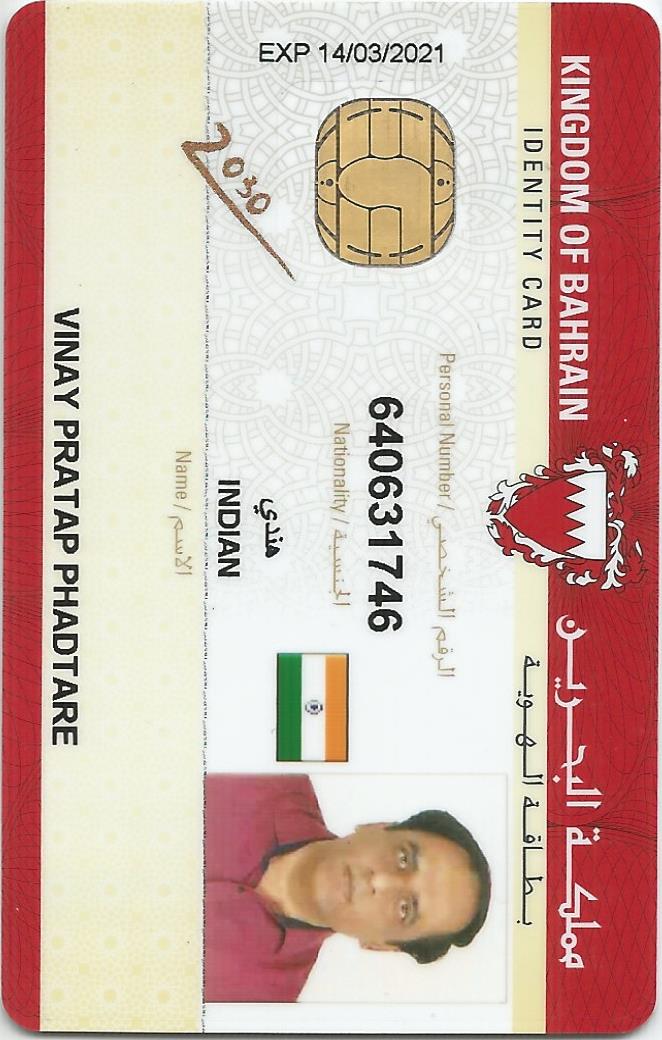 KINGDOM OF BAHRAIN مملكة البحرين
IDENTITY CARD بطاقة الهوية
Personal Number / الرقم الشخصي
640631746
Nationality / الجنسية
هندي
INDIAN
Name / الاسم
VINAY PRATAP PHADTARE
EXP 14/03/2021
2030